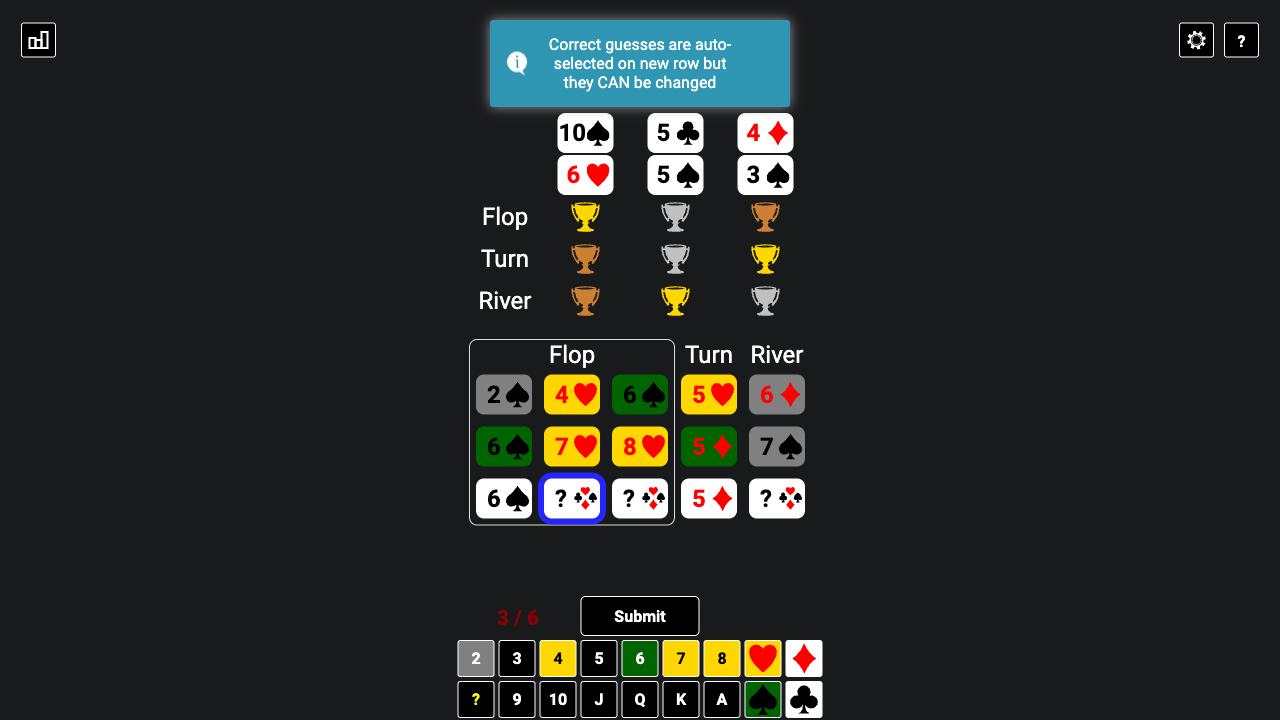 Correct guesses are auto-
selected on new row but
they CAN be changed
?
10 5 4
6 5 3
Flop
Turn
River
Flop Turn River
2 4 6 5 6
6 7 8 5 7
6 ? ? 5 ?
3 / 6 Submit
2 3 4 5 6 7 8
? 9 10 J Q K A